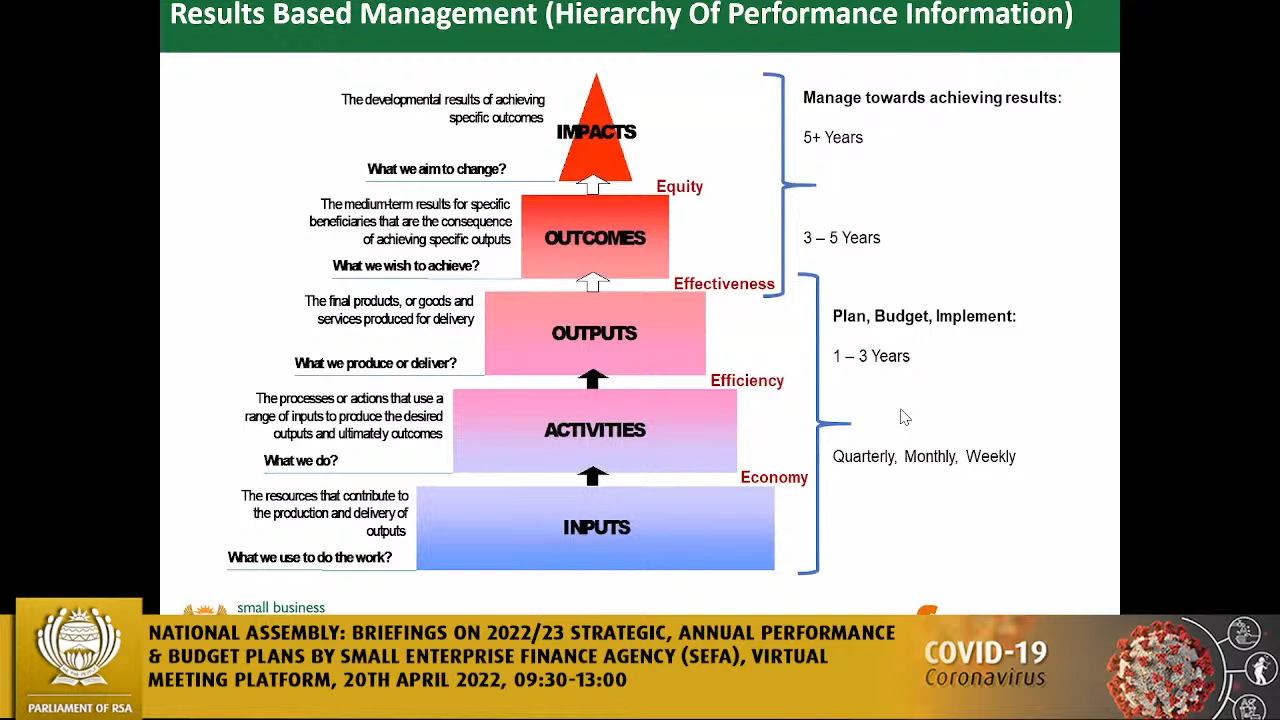 Results Based Management (Hierarchy Of Performance Information)
The developmental results of achieving
specific outcomes
IMPACTS
What we aim to change?
Equity
The medium-term results for specific
beneficiaries that are the consequence
of achieving specific outputs
OUTCOMES
What we wish to achieve?
Effectiveness
The final products, or goods and
services produced for delivery
OUTPUTS
What we produce or deliver?
Efficiency
The processes or actions that use a
range of inputs to produce the desired
outputs and ultimately outcomes
ACTIVITIES
What we do?
Economy
The resources that contribute to
the production and delivery of
outputs
INPUTS
What we use to do the work?
Manage towards achieving results:
5+ Years
3 – 5 Years
Plan, Budget, Implement:
1 – 3 Years
Quarterly, Monthly, Weekly
small business
PARLIAMENT OF RSA
NATIONAL ASSEMBLY: BRIEFINGS ON 2022/23 STRATEGIC, ANNUAL PERFORMANCE
& BUDGET PLANS BY SMALL ENTERPRISE FINANCE AGENCY (SEFA), VIRTUAL
MEETING PLATFORM, 20TH APRIL 2022, 09:30-13:00
COVID-19
Coronavirus